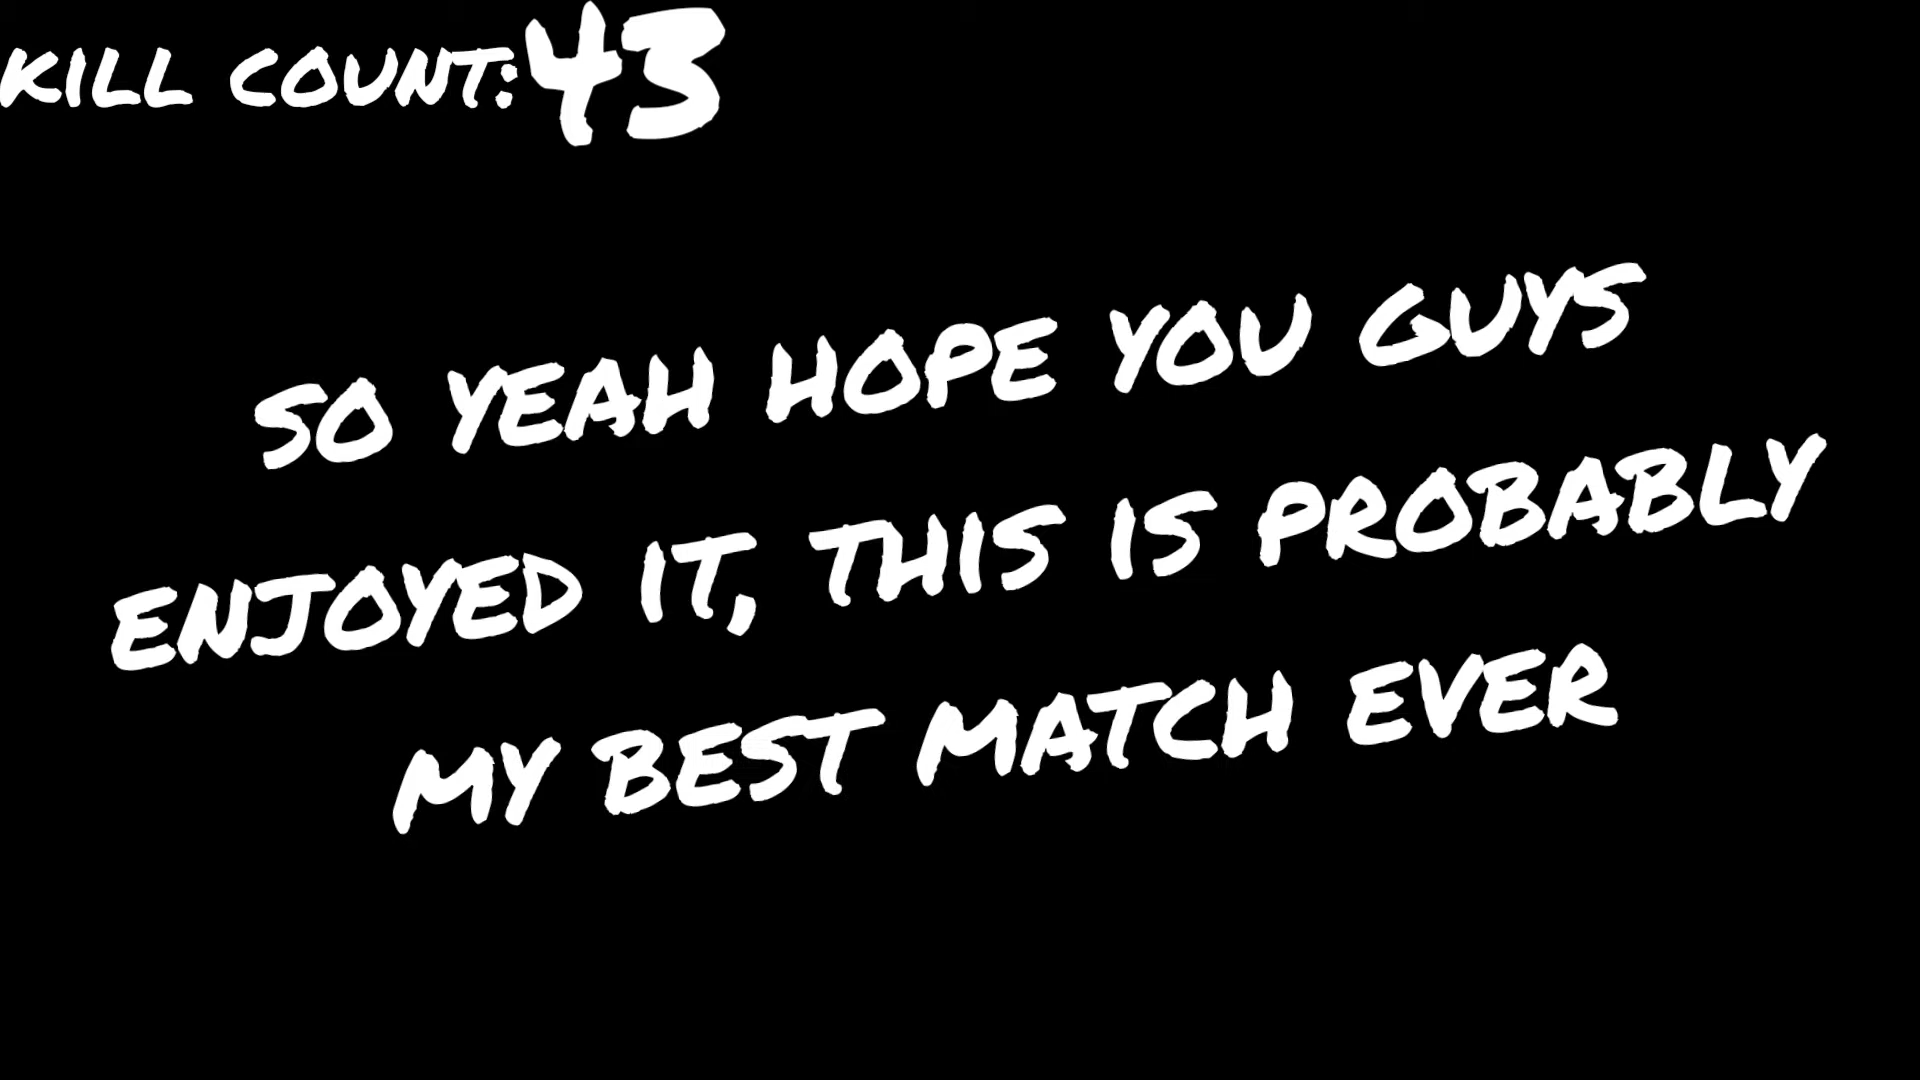 KILL COUNT: 43
SO YEAH HOPE YOU GUYS
ENJOYED IT, THIS IS PROBABLY
MY BEST MATCH EVER